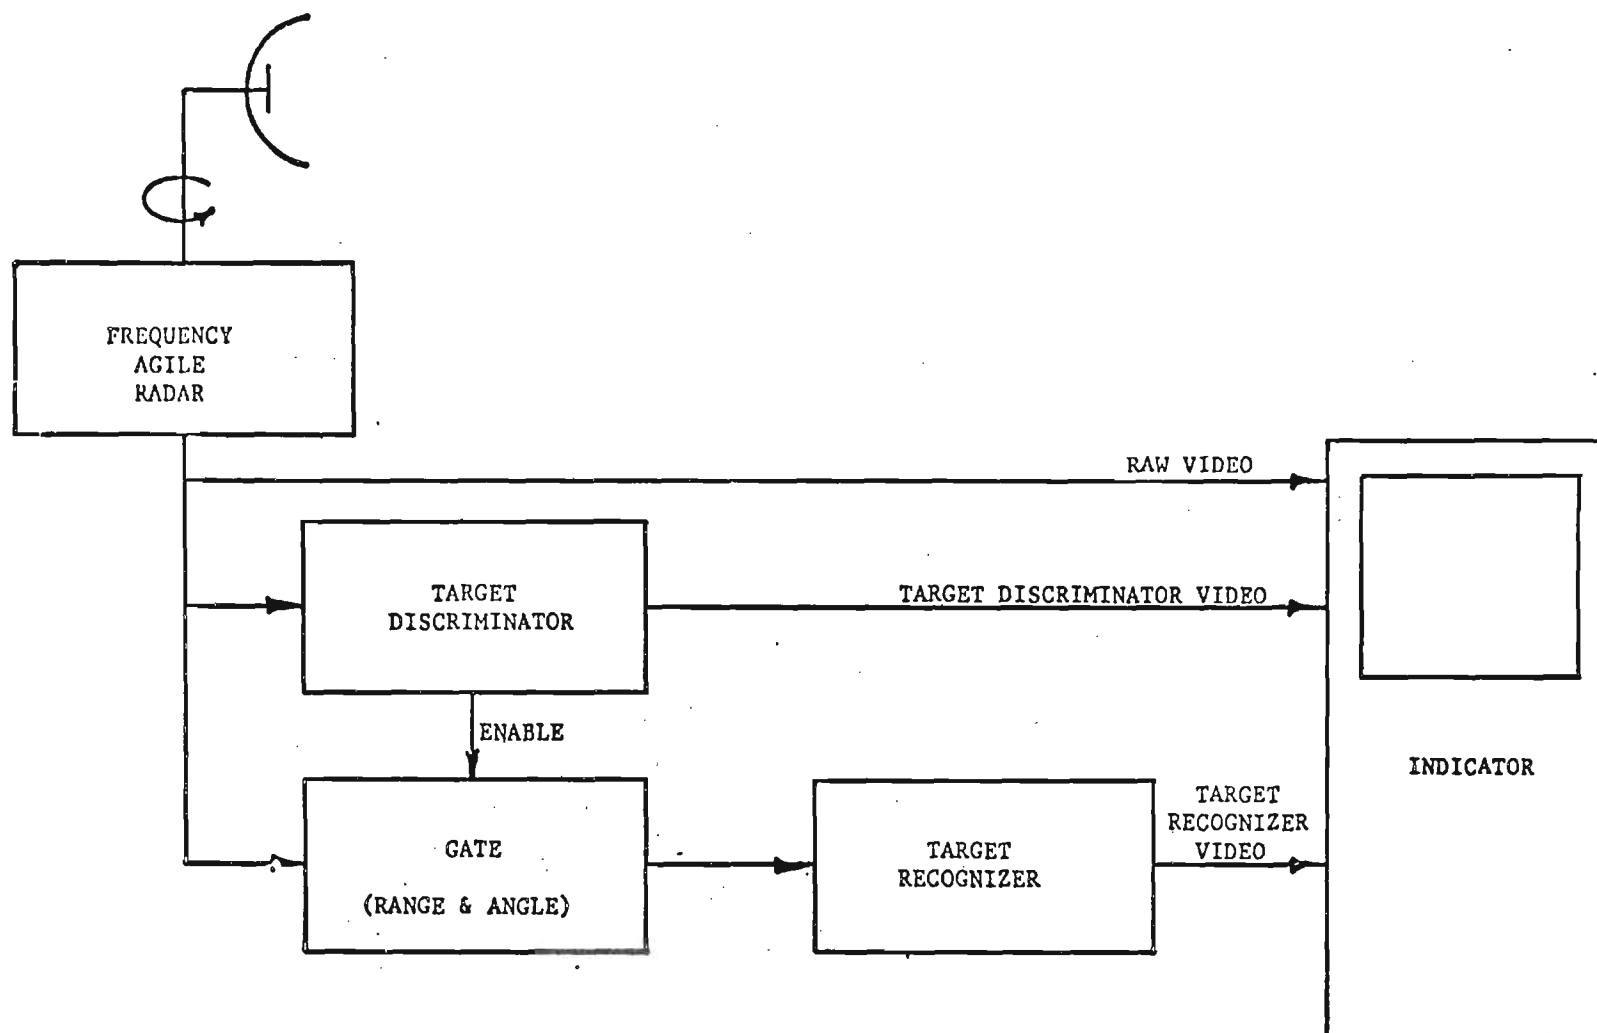 FREQUENCY
AGILE
RADAR
RAW VIDEO
TARGET
DISCRIMINATOR
TARGET DISCRIMINATOR VIDEO
ENABLE
INDICATOR
GATE
(RANGE & ANGLE)
TARGET
RECOGNIZER
TARGET
RECOGNIZER
VIDEO